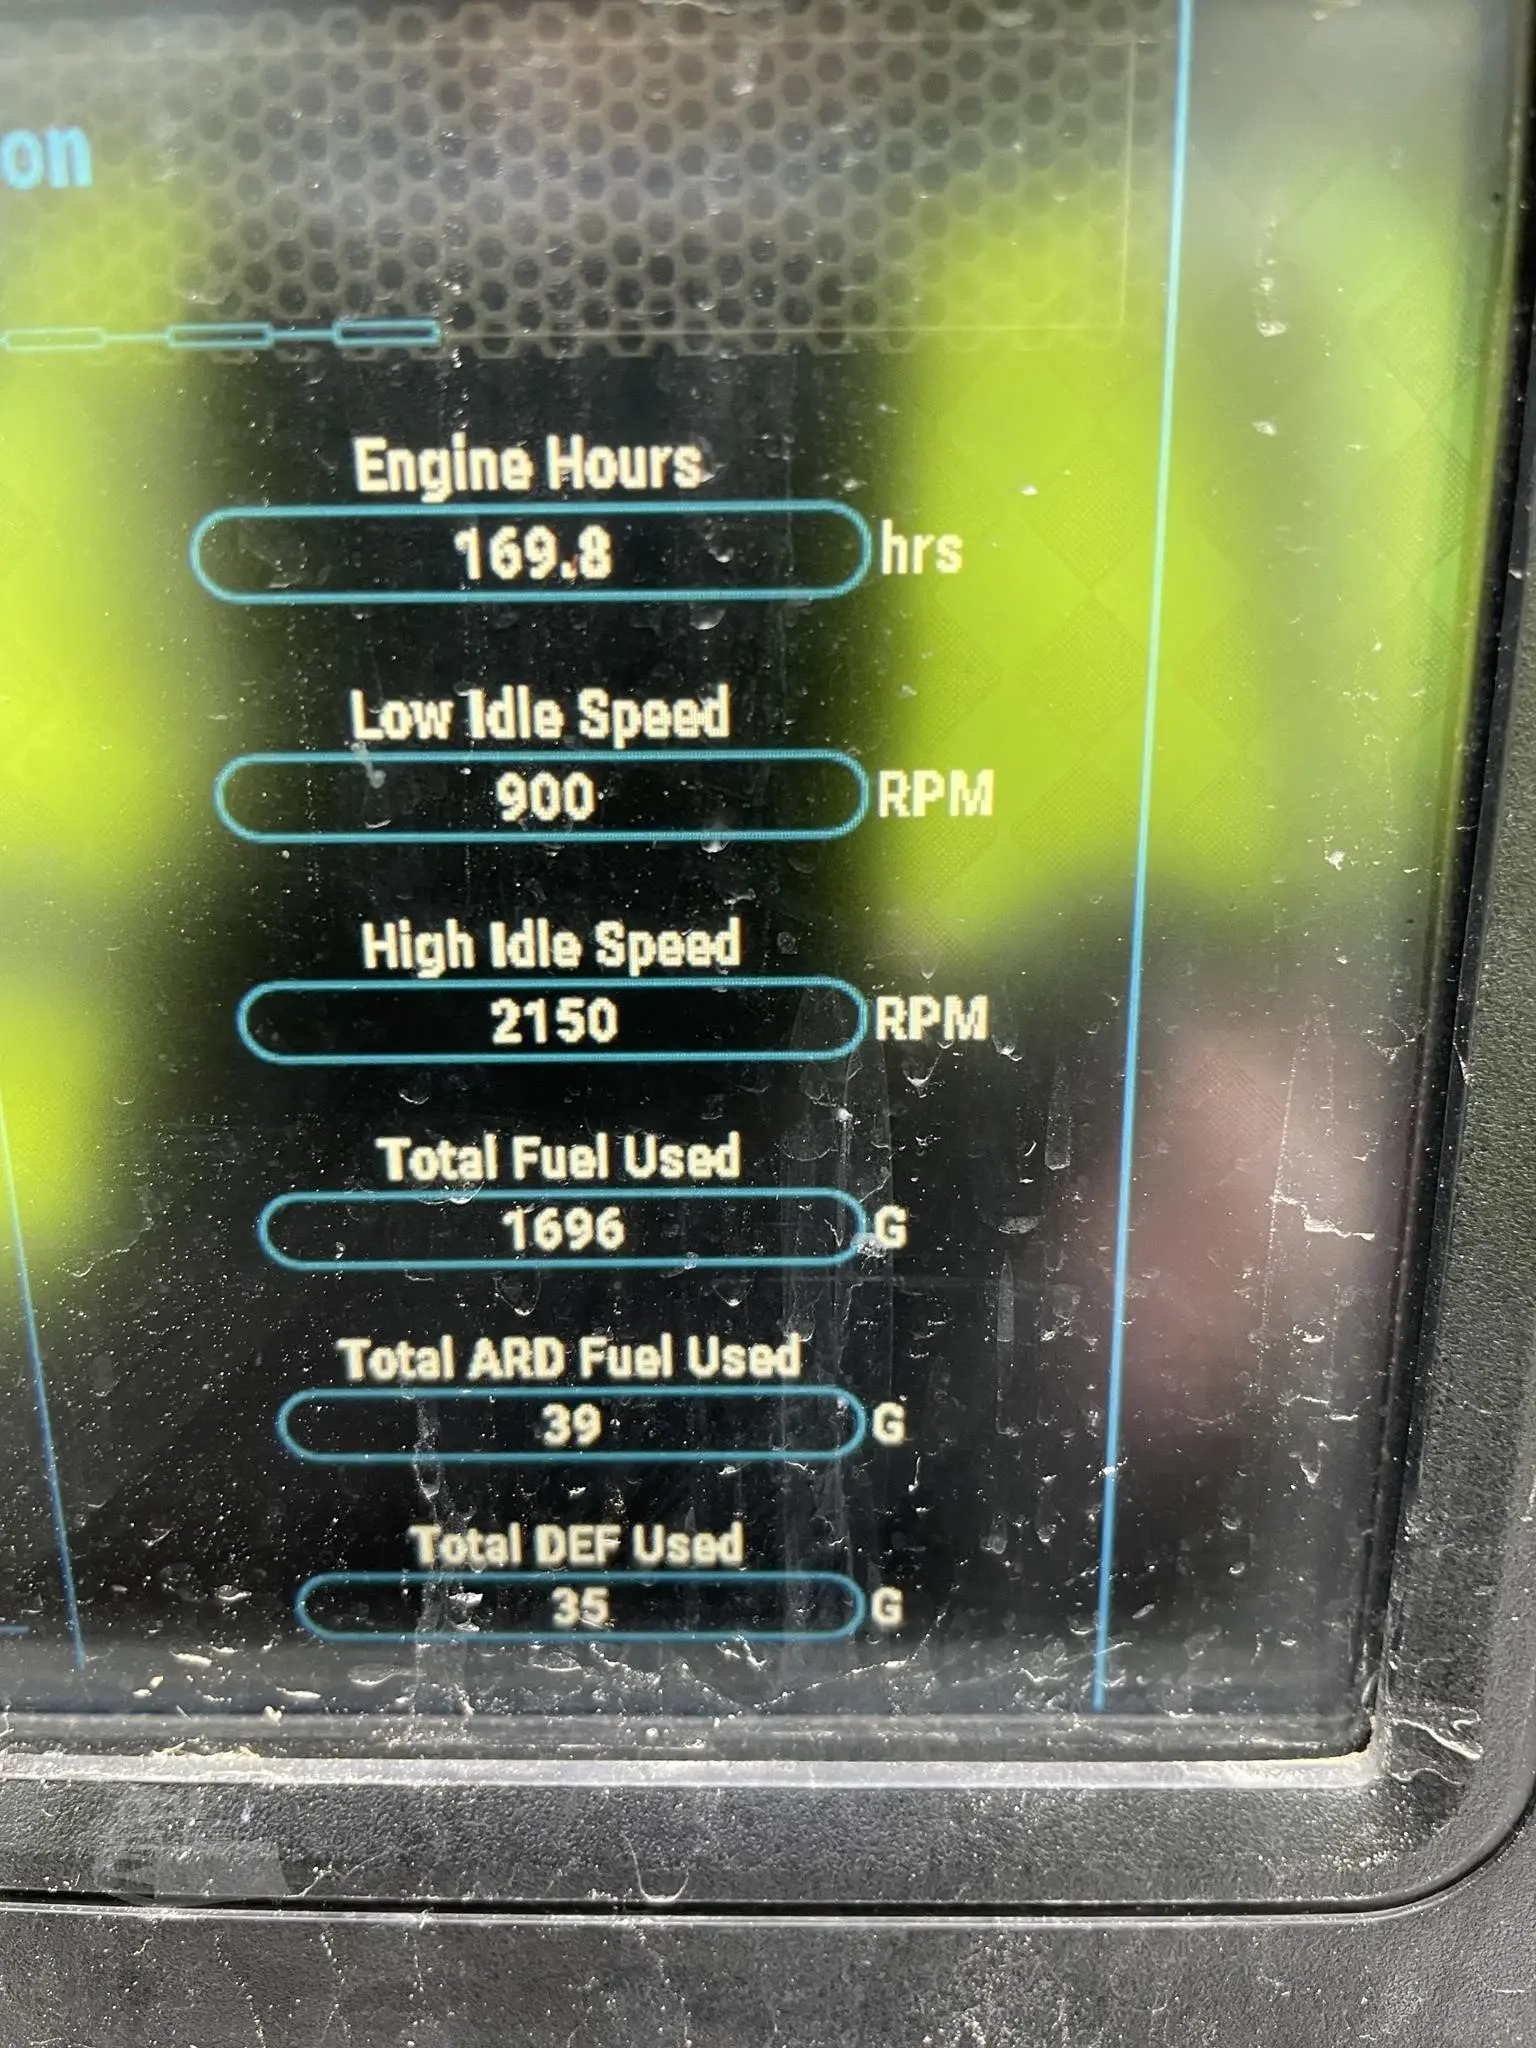 on
Engine Hours
169.8 hrs
Low Idle Speed
900 RPM
High Idle Speed
2150 RPM
Total Fuel Used
1696 G
Total ARD Fuel Used
39 G
Total DEF Used
35 G